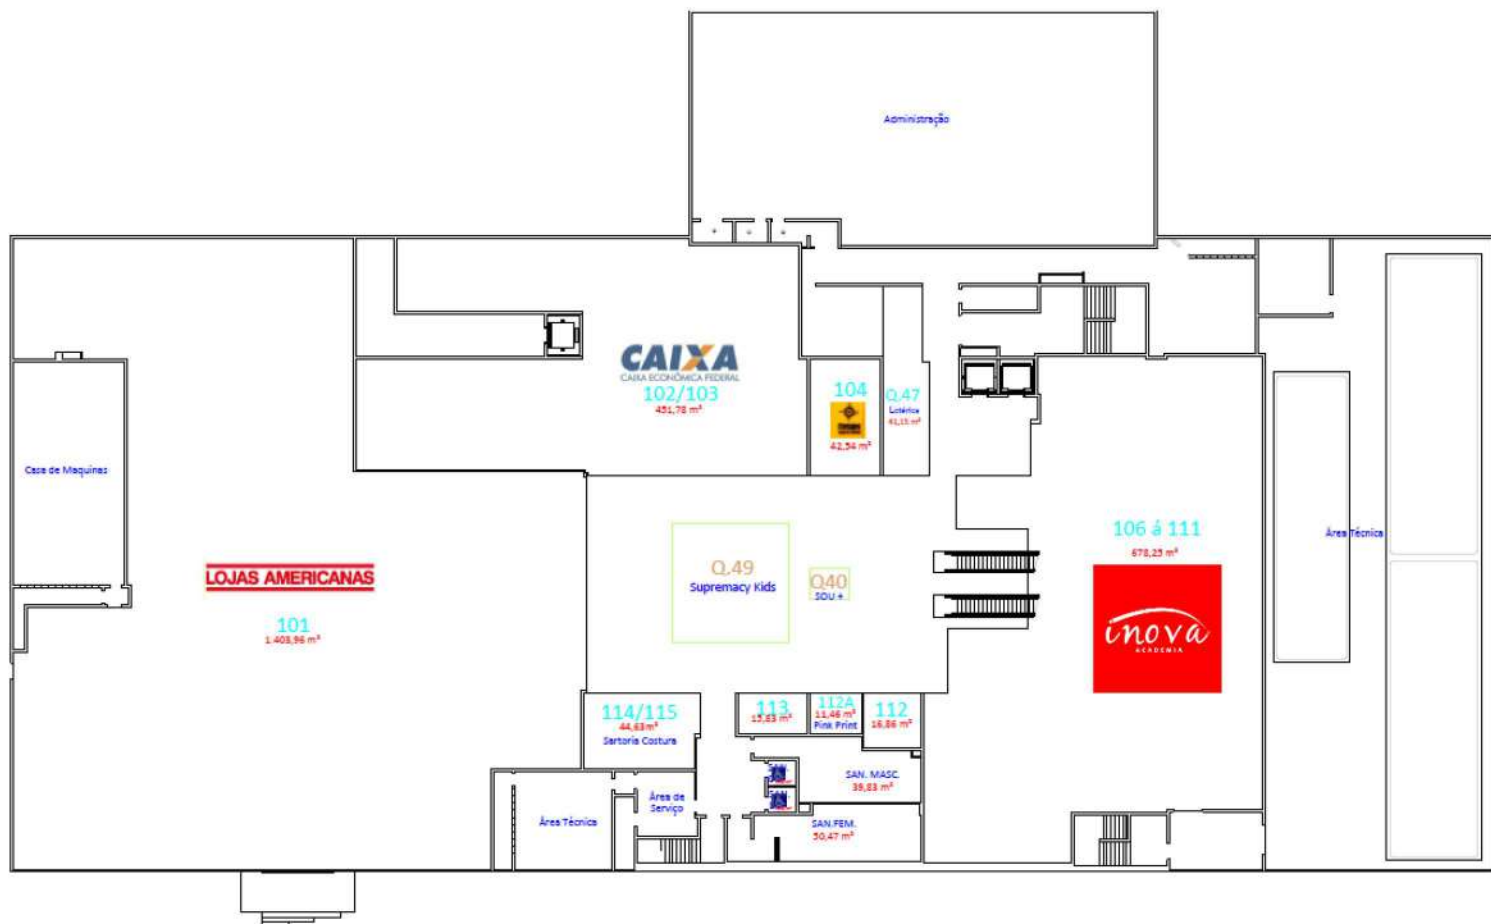 Administração
CAIXA
CAIXA ECONÔMICA FEDERAL
102/103
451,78 m²
104
42,54 m²
Q.47
Lotérica
41,15 m²
Casa de Maquinas
LOJAS AMERICANAS
101
1.403,96 m²
Q.49
Supremacy Kids
Q40
SOU +
106 á 111
678,25 m²
inova
ACADEMIA
Área Técnica
114/115
44,63 m²
Sartoria Costura
113
15,83 m²
112A
11,46 m²
Pink Print
112
16,86 m²
SAN. MASC.
39,83 m²
SAN.FEM.
50,47 m²
Área de
Serviço
Área Técnica